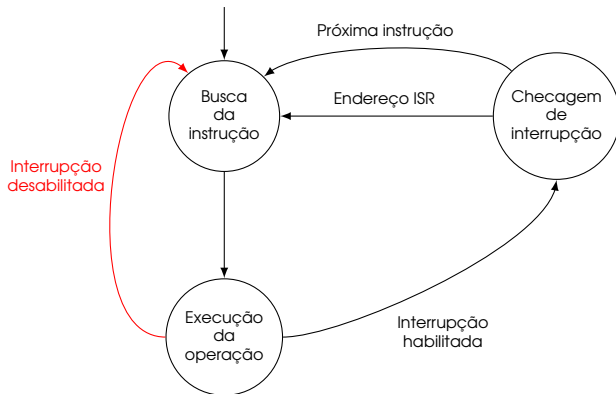 Próxima instrução
Busca
da
instrução
Endereço ISR
Checagem
de
interrupção
Interrupção
desabilitada
Execução
da
operação
Interrupção
habilitada